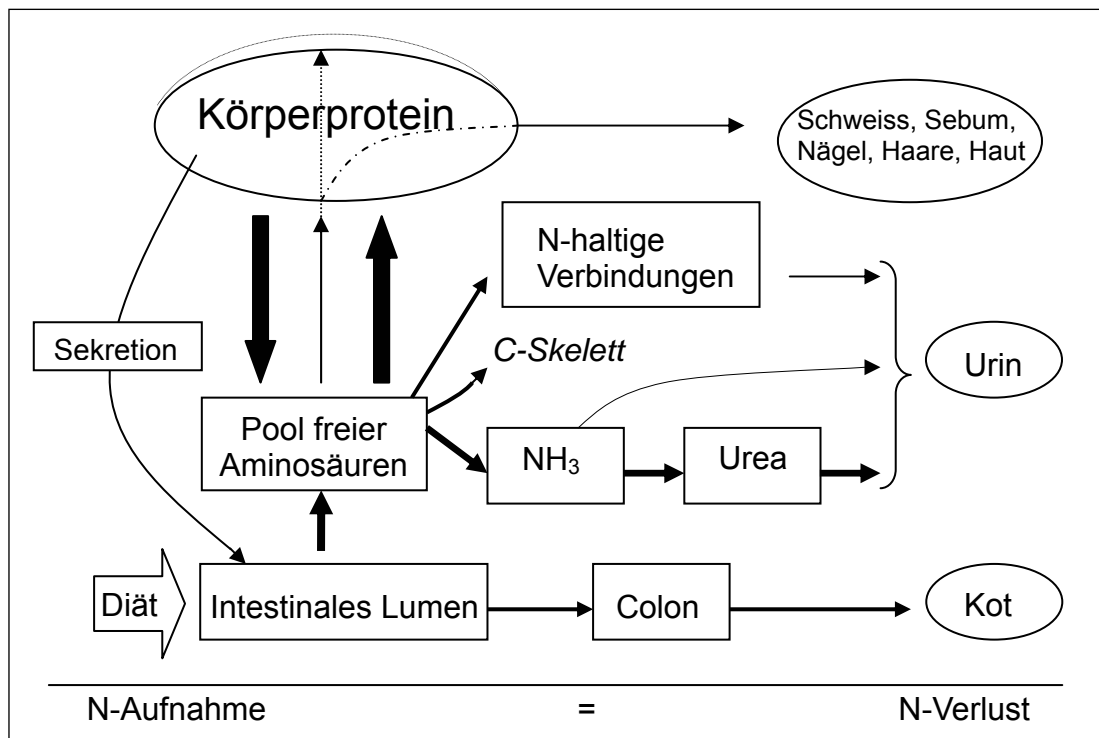 Körperprotein
Schweiss, Sebum,
Nägel, Haare, Haut
N-haltige
Verbindungen
Sekretion
C-Skelett
Urin
Pool freier
Aminosäuren
NH₃
Urea
Diät
Intestinales Lumen
Colon
Kot
N-Aufnahme
=
N-Verlust